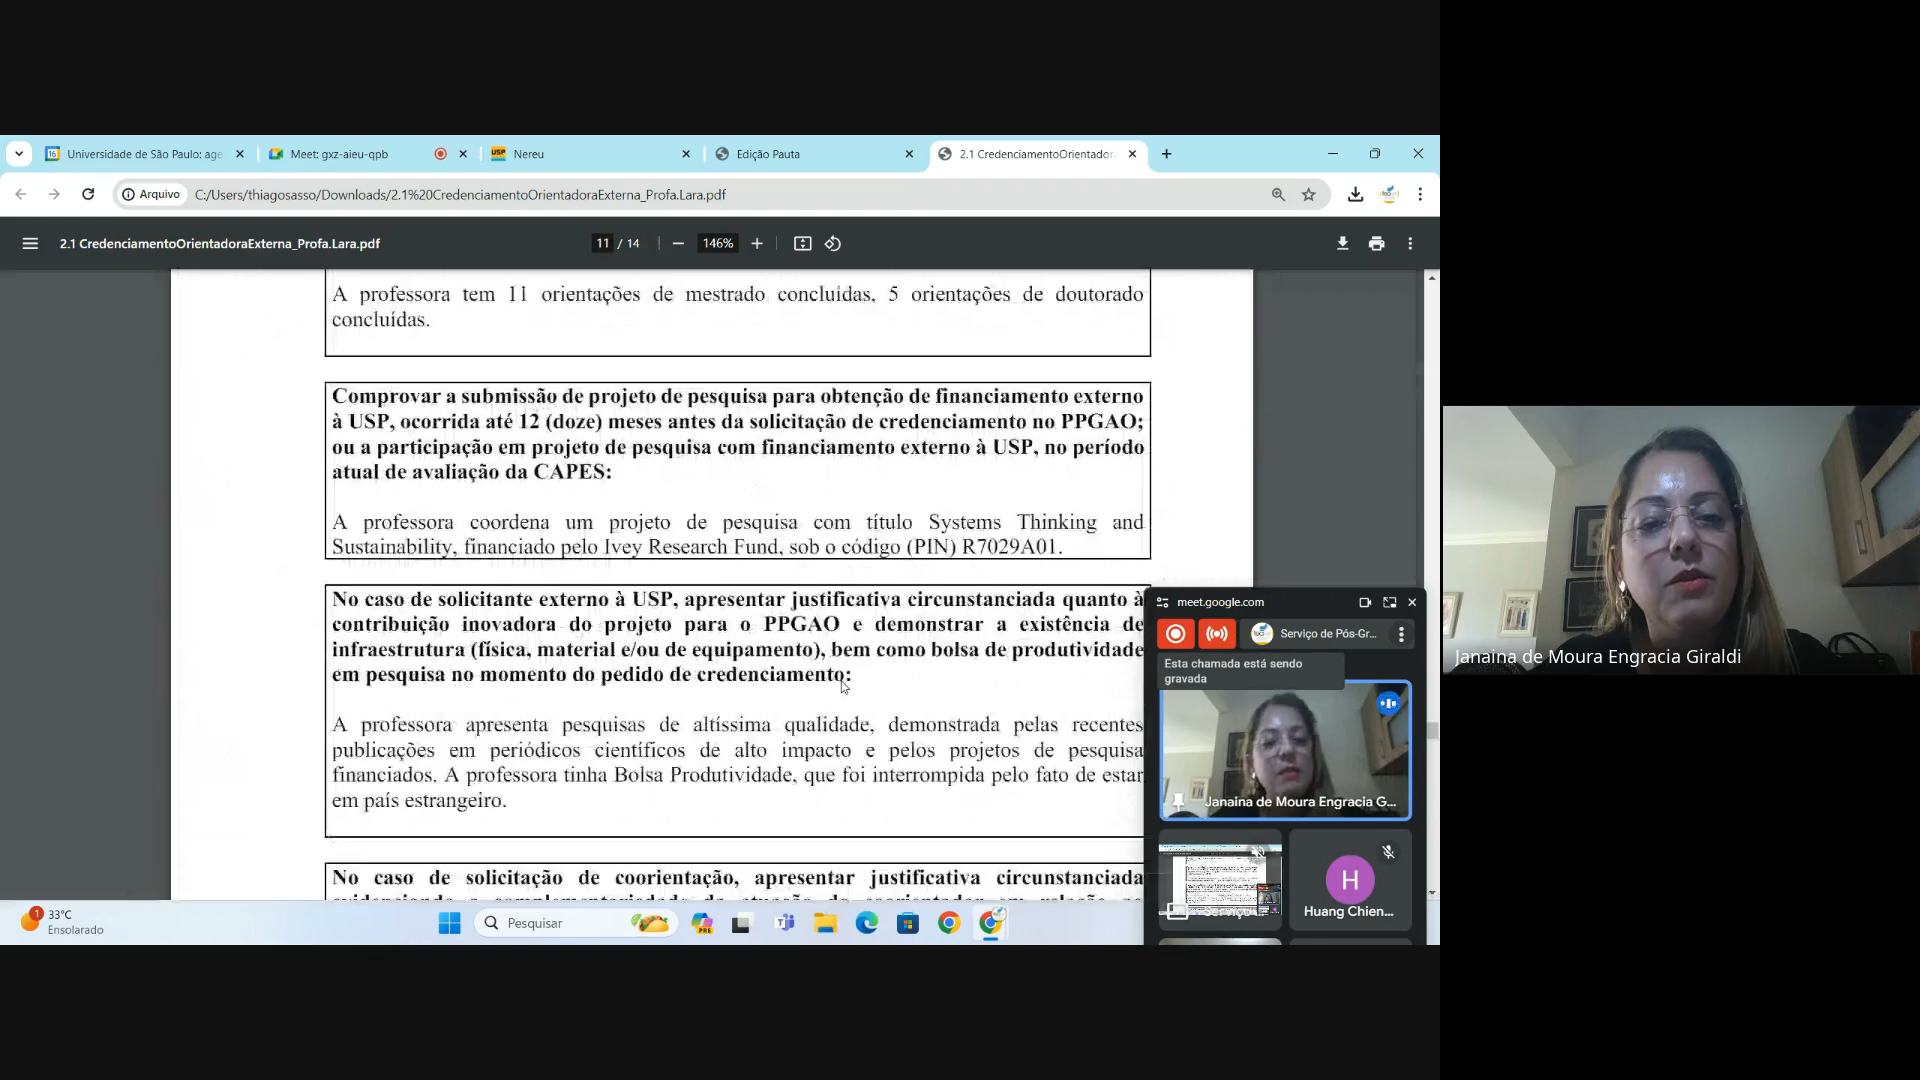 Universidade de São Paulo: age
Meet: gxz-aieu-qpb
Nereu
Edição Pauta
2.1 CredenciamentoOrientadora
Arquivo
C:/Users/thiagosasso/Downloads/2.1%20CredenciamentoOrientadoraExterna_Profa.Lara.pdf
2.1 CredenciamentoOrientadoraExterna_Profa.Lara.pdf
11 / 14
146%
A professora tem 11 orientações de mestrado concluídas, 5 orientações de doutorado
concluídas.
Comprovar a submissão de projeto de pesquisa para obtenção de financiamento externo
à USP, ocorrida até 12 (doze) meses antes da solicitação de credenciamento no PPGAO;
ou a participação em projeto de pesquisa com financiamento externo à USP, no período
atual de avaliação da CAPES:
A professora coordena um projeto de pesquisa com título Systems Thinking and
Sustainability, financiado pelo Ivey Research Fund, sob o código (PIN) R7029A01.
No caso de solicitante externo à USP, apresentar justificativa circunstanciada quanto à
contribuição inovadora do projeto para o PPGAO e demonstrar a existência de
infraestrutura (física, material e/ou de equipamento), bem como bolsa de produtividade
em pesquisa no momento do pedido de credenciamento:
A professora apresenta pesquisas de altíssima qualidade, demonstrada pelas recentes
publicações em periódicos científicos de alto impacto e pelos projetos de pesquisa
financiados. A professora tinha Bolsa Produtividade, que foi interrompida pelo fato de estar
em país estrangeiro.
No caso de solicitação de coorientação, apresentar justificativa circunstanciada
meet.google.com
Serviço de Pós-Gr...
Esta chamada está sendo
gravada
Janaina de Moura Engracia G...
Serviço
H
Huang Chien...
Janaina de Moura Engracia Giraldi
1
33°C
Ensolarado
Pesquisar
PRE